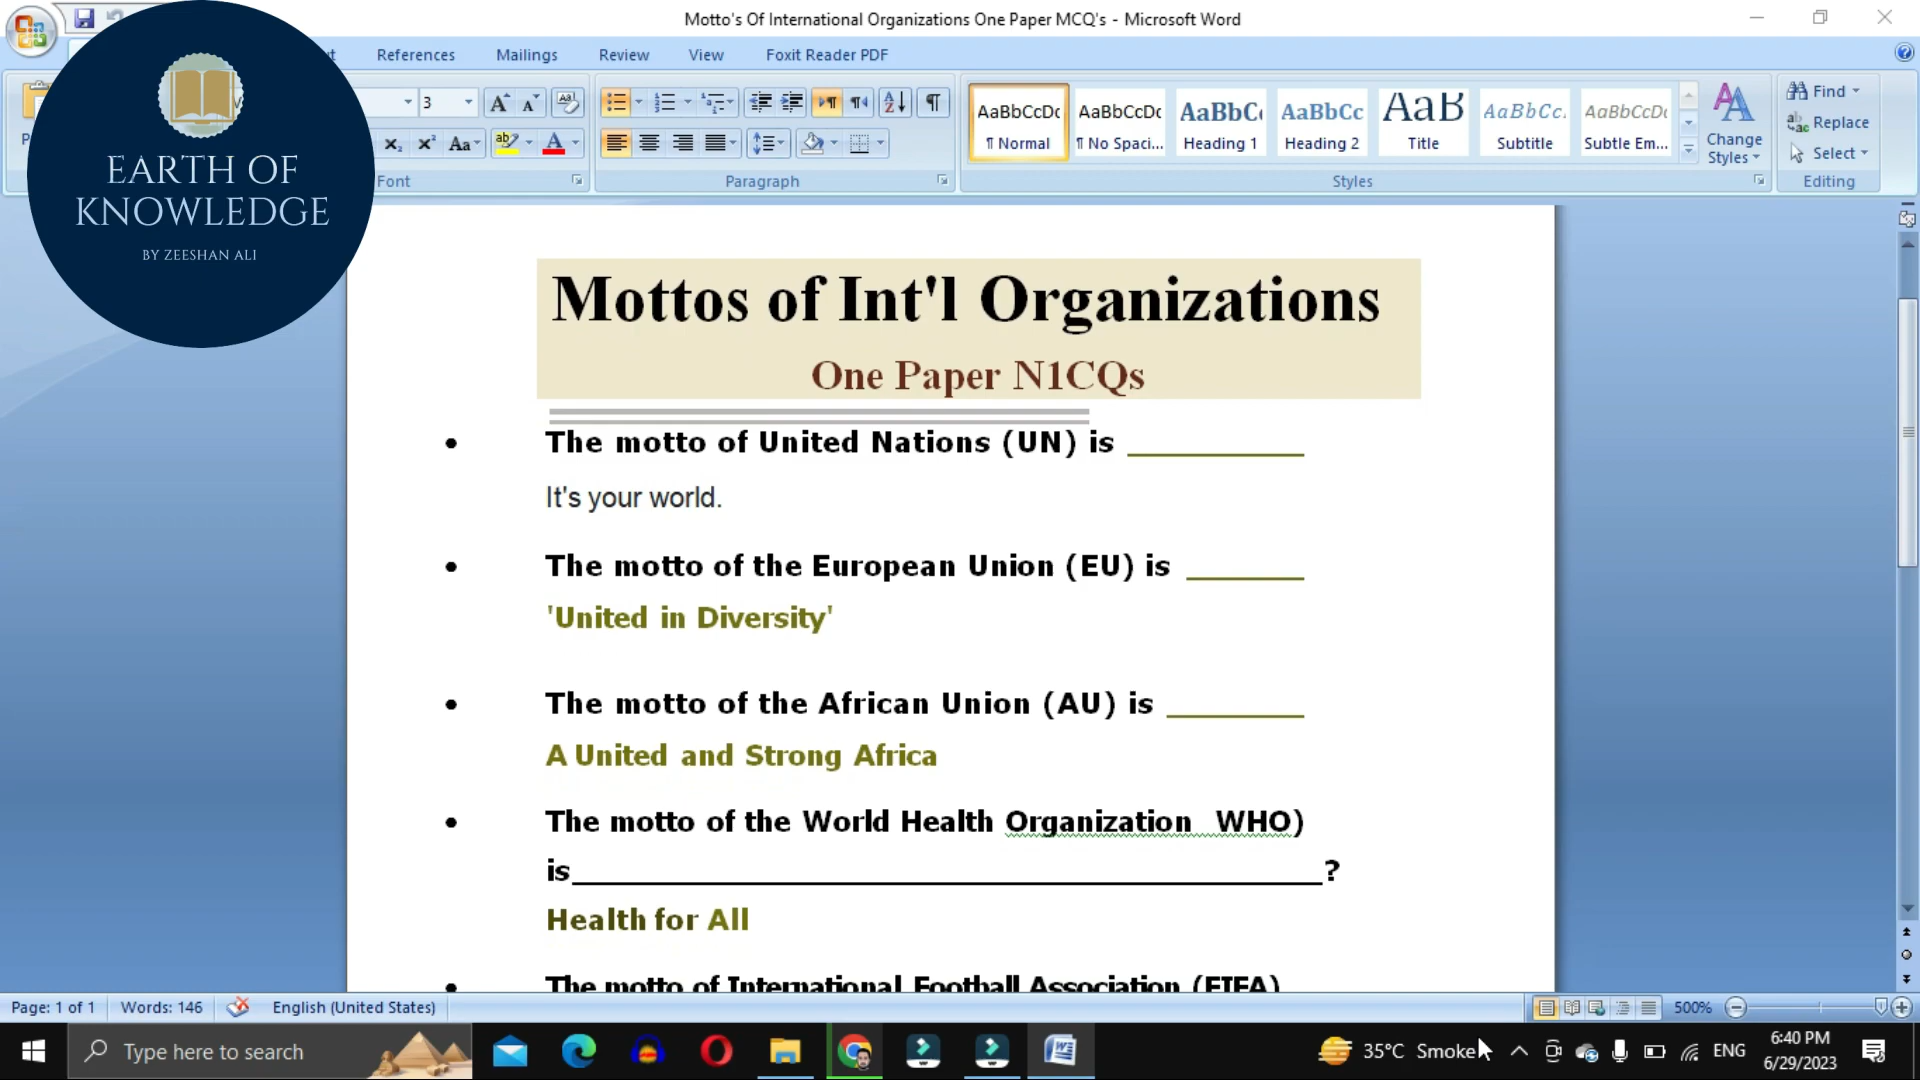 Motto's Of International Organizations One Paper MCQ's - Microsoft Word
References Mailings Review View Foxit Reader PDF
EARTH OF
KNOWLEDGE
BY ZEESHAN ALI
3
Font
Paragraph
AaBbCcDc AaBbCcDc AaBbC AaBbCc AaB AaBbCc. AaBbCcDc
¶ Normal ¶ No Spaci... Heading 1 Heading 2 Title Subtitle Subtle Em...
Change
Styles
Styles
Find
Replace
Select
Editing
Mottos of Int'l Organizations
One Paper N1CQs
• The motto of United Nations (UN) is _________
It's your world.
• The motto of the European Union (EU) is ______
'United in Diversity'
• The motto of the African Union (AU) is _______
A United and Strong Africa
• The motto of the World Health Organization WHO)
is______________________________________?
Health for All
• The motto of International Football Association (FIFA)
Page: 1 of 1 Words: 146 English (United States) 500%
Type here to search
35°C Smoke
ENG
6:40 PM
6/29/2023